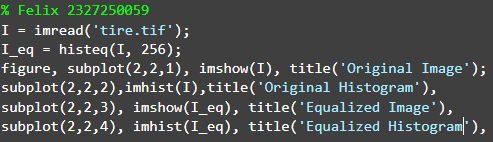 % Felix 2327250059
I = imread('tire.tif');
I_eq = histeq(I, 256);
figure, subplot(2,2,1), imshow(I), title('Original Image');
subplot(2,2,2),imhist(I),title('Original Histogram'),
subplot(2,2,3), imshow(I_eq), title('Equalized Image'),
subplot(2,2,4), imhist(I_eq), title('Equalized Histogram'),